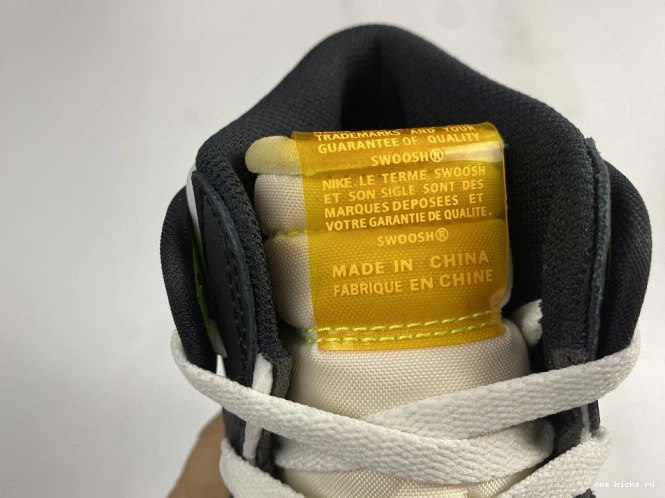 TRADEMARKS AND YOUR
GUARANTEE OF QUALITY
SWOOSH®
NIKE. LE TERME SWOOSH
ET SON SIGLE SONT DES
MARQUES DEPOSEES ET
VOTRE GARANTIE DE QUALITE.
SWOOSH®
MADE IN CHINA
FABRIQUE EN CHINE
one kicks ru